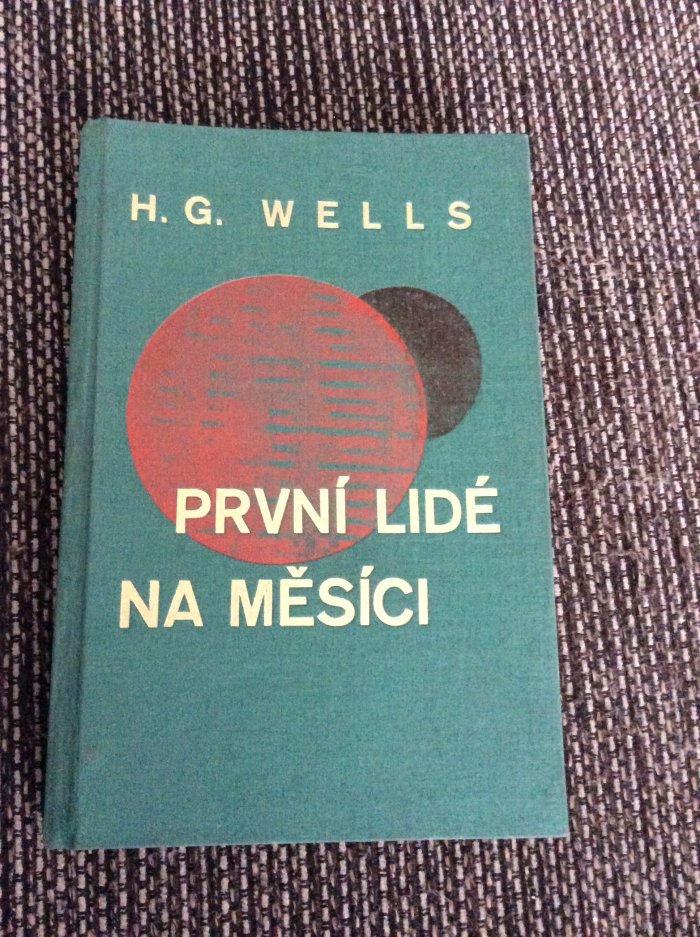 H. G. WELLS
PRVNÍ LIDÉ
NA MĚSÍCI